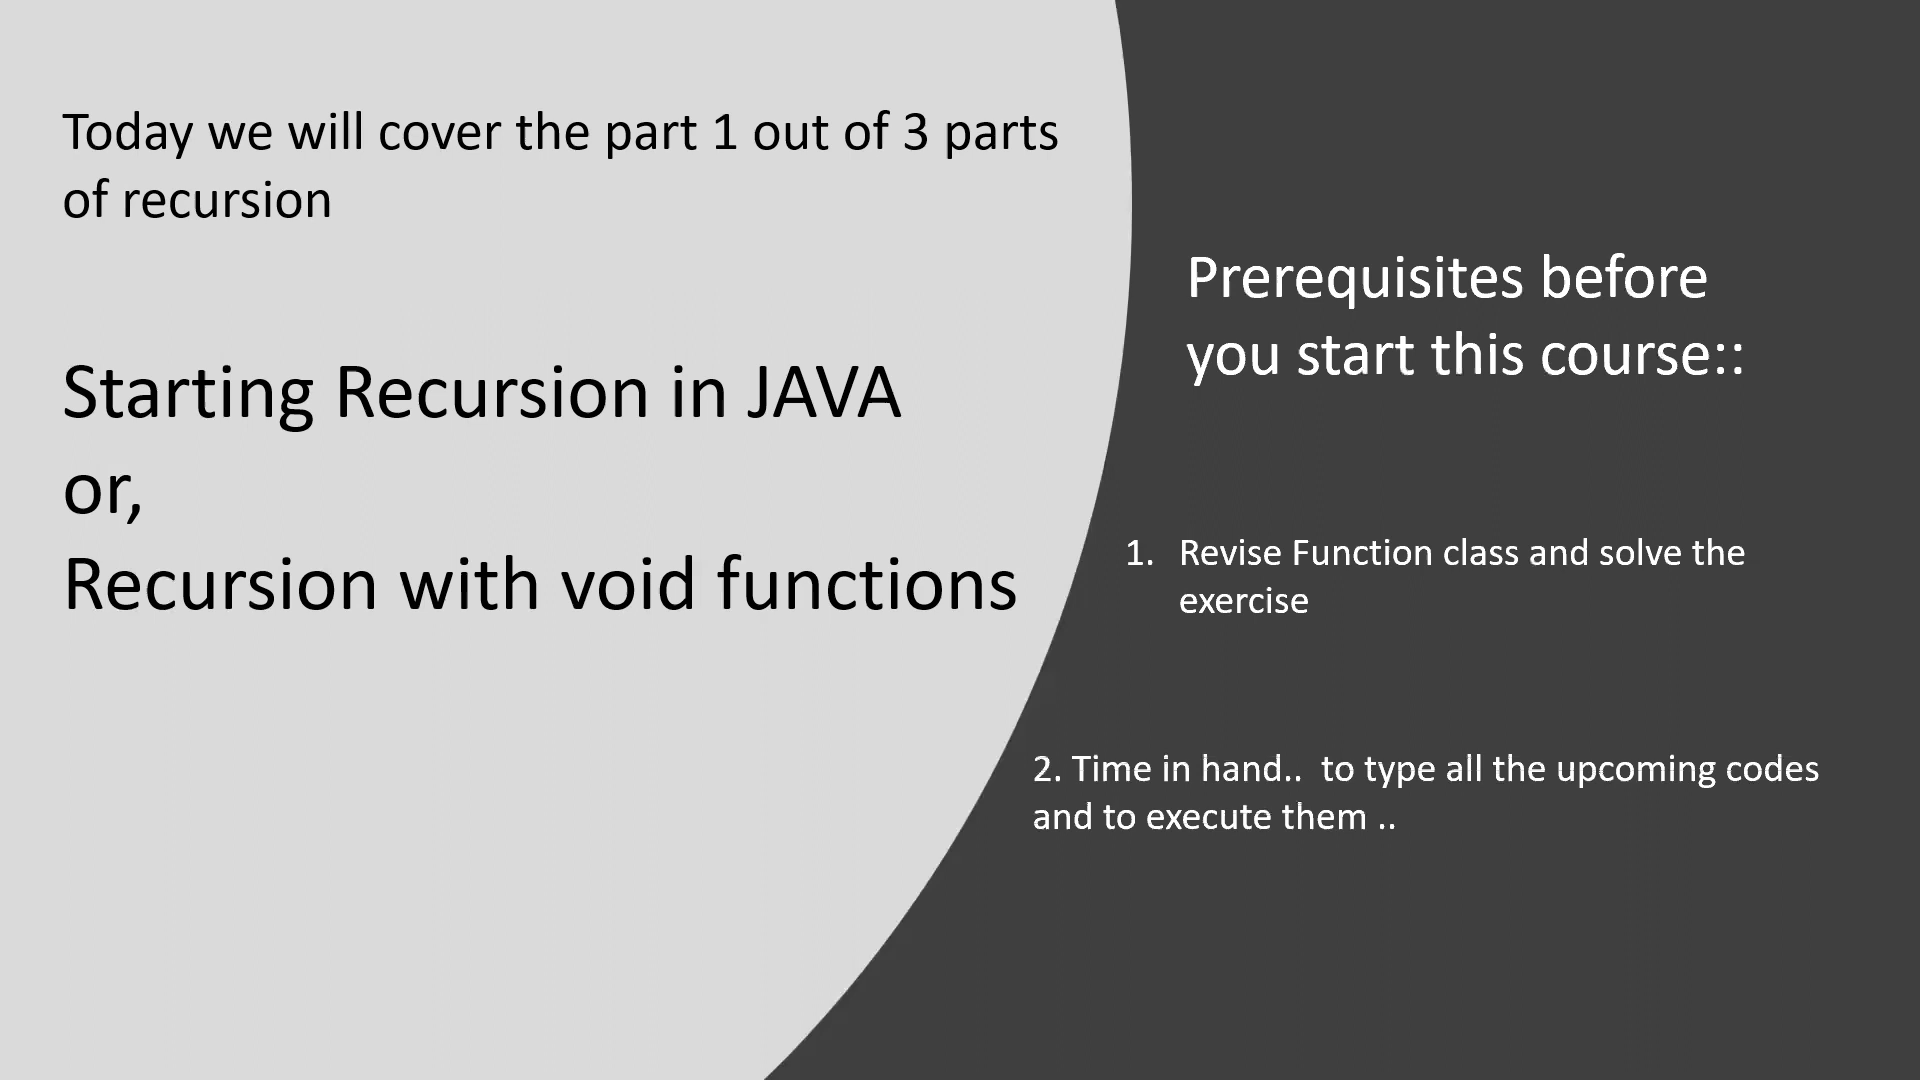 Today we will cover the part 1 out of 3 parts
of recursion
Starting Recursion in JAVA
or,
Recursion with void functions
Prerequisites before
you start this course::
1. Revise Function class and solve the
exercise
2. Time in hand..  to type all the upcoming codes
and to execute them ..